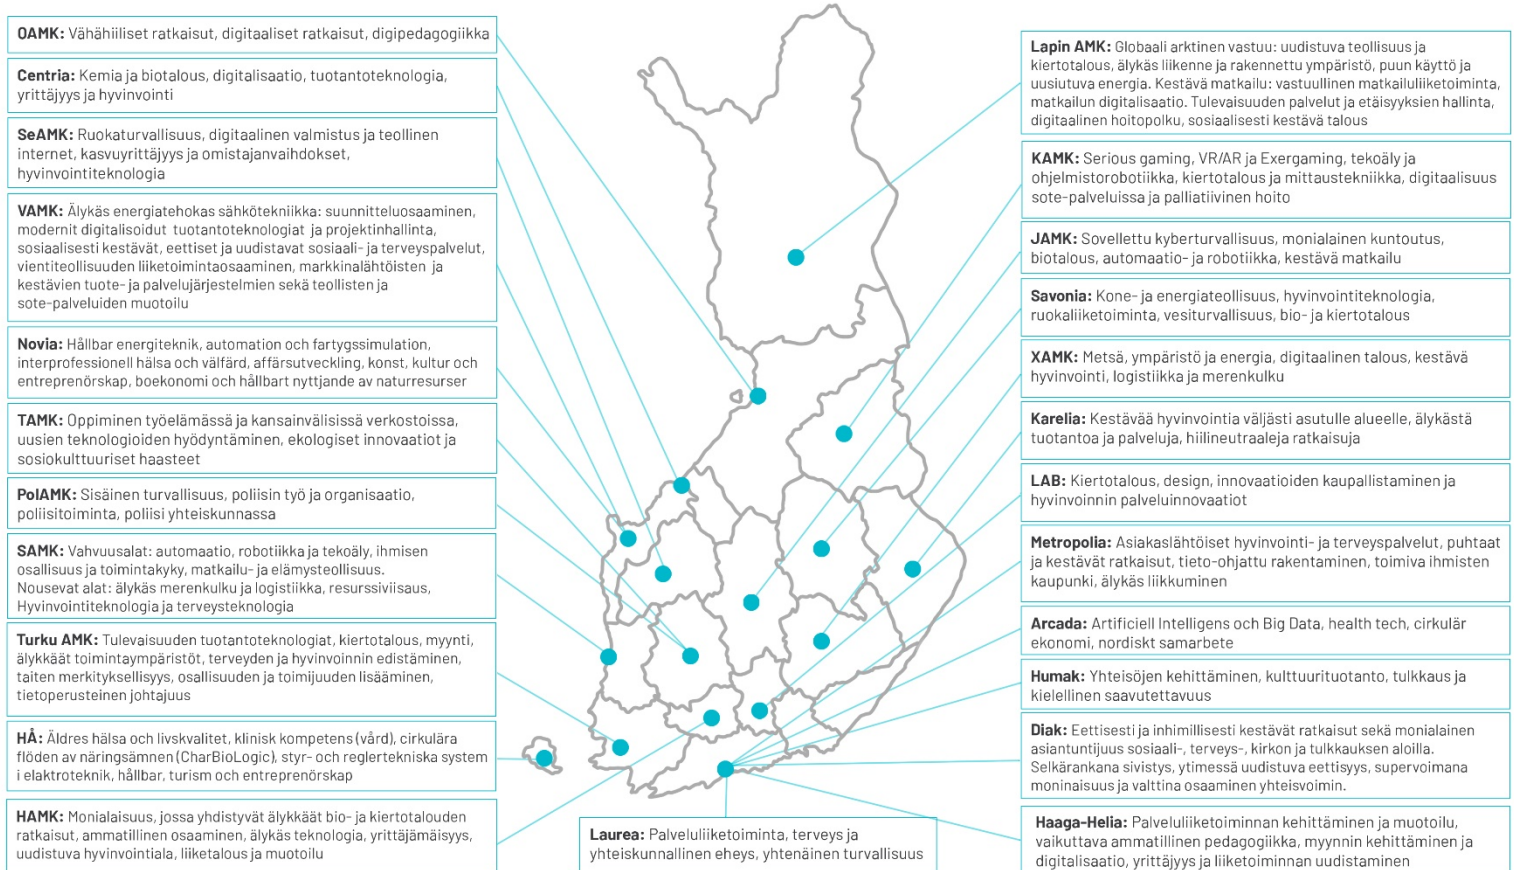 OAMK: Vähähiiliset ratkaisut, digitaaliset ratkaisut, digipedagogiikka
Centria: Kemia ja biotalous, digitalisaatio, tuotantoteknologia,
yrittäjyys ja hyvinvointi
SeAMK: Ruokaturvallisuus, digitaalinen valmistus ja teollinen
internet, kasvuyrittäjyys ja omistajanvaihdokset,
hyvinvointiteknologia
VAMK: Älykäs energiatehokas sähkötekniikka: suunnitteluosaaminen,
modernit digitalisoidut tuotantoteknologiat ja projektinhallinta,
sosiaalisesti kestävät, eettiset ja uudistavat sosiaali- ja terveyspalvelut,
vientiteollisuuden liiketoimintaosaaminen, markkinalähtöisten ja
kestävien tuote- ja palvelujärjestelmien sekä teollisten ja
sote-palveluiden muotoilu
Novia: Hållbar energiteknik, automation och fartygssimulation,
interprofessionell hälsa och välfärd, affärsutveckling, konst, kultur och
entreprenörskap, boekonomi och hållbart nyttjande av naturresurser
TAMK: Oppiminen työelämässä ja kansainvälisissä verkostoissa,
uusien teknologioiden hyödyntäminen, ekologiset innovaatiot ja
sosiokulttuuriset haasteet
PolAMK: Sisäinen turvallisuus, poliisin työ ja organisaatio,
poliisitoiminta, poliisi yhteiskunnassa
SAMK: Vahvuusalat: automaatio, robotiikka ja tekoäly, ihmisen
osallisuus ja toimintakyky, matkailu- ja elämysteollisuus.
Nousevat alat: älykäs merenkulku ja logistiikka, resurssiviisaus,
Hyvinvointiteknologia ja terveysteknologia
Turku AMK: Tulevaisuuden tuotantoteknologiat, kiertotalous, myynti,
älykkäät toimintaympäristöt, terveyden ja hyvinvoinnin edistäminen,
taiten merkityksellisyys, osallisuuden ja toimijuuden lisääminen,
tietoperusteinen johtajuus
HÅ: Äldres hälsa och livskvalitet, klinisk kompetens (vård), cirkulära
flöden av näringsämnen (CharBioLogic), styr- och reglertekniska system
i elaktroteknik, hållbar, turism och entreprenörskap
HAMK: Monialaisuus, jossa yhdistyvät älykkäät bio- ja kiertotalouden
ratkaisut, ammatillinen osaaminen, älykäs teknologia, yrittäjämäisyys,
uudistuva hyvinvointiala, liiketalous ja muotoilu
Laurea: Palveluliiketoiminta, terveys ja
yhteiskunnallinen eheys, yhtenäinen turvallisuus
Lapin AMK: Globaali arktinen vastuu: uudistuva teollisuus ja
kiertotalous, älykäs liikenne ja rakennettu ympäristö, puun käyttö ja
uusiutuva energia. Kestävä matkailu: vastuullinen matkailuliiketoiminta,
matkailun digitalisaatio. Tulevaisuuden palvelut ja etäisyyksien hallinta,
digitaalinen hoitopolku, sosiaalisesti kestävä talous
KAMK: Serious gaming, VR/AR ja Exergaming, tekoäly ja
ohjelmistorobotiikka, kiertotalous ja mittaustekniikka, digitaalisuus
sote-palveluissa ja palliatiivinen hoito
JAMK: Sovellettu kyberturvallisuus, monialainen kuntoutus,
biotalous, automaatio- ja robotiikka, kestävä matkailu
Savonia: Kone- ja energiateollisuus, hyvinvointiteknologia,
ruokaliiketoiminta, vesiturvallisuus, bio- ja kiertotalous
XAMK: Metsä, ympäristö ja energia, digitaalinen talous, kestävä
hyvinvointi, logistiikka ja merenkulku
Karelia: Kestävää hyvinvointia väljästi asutulle alueelle, älykästä
tuotantoa ja palveluja, hiilineutraaleja ratkaisuja
LAB: Kiertotalous, design, innovaatioiden kaupallistaminen ja
hyvinvoinnin palveluinnovaatiot
Metropolia: Asiakaslähtöiset hyvinvointi- ja terveyspalvelut, puhtaat
ja kestävät ratkaisut, tieto-ohjattu rakentaminen, toimiva ihmisten
kaupunki, älykäs liikkuminen
Arcada: Artificiell Intelligens och Big Data, health tech, cirkulär
ekonomi, nordiskt samarbete
Humak: Yhteisöjen kehittäminen, kulttuurituotanto, tulkkaus ja
kielellinen saavutettavuus
Diak: Eettisesti ja inhimillisesti kestävät ratkaisut sekä monialainen
asiantuntijuus sosiaali-, terveys-, kirkon ja tulkkauksen aloilla.
Selkärankana sivistys, ytimessä uudistuva eettisyys, supervoimana
moninaisuus ja valttina osaaminen yhteisvoimin.
Haaga-Helia: Palveluliiketoiminnan kehittäminen ja muotoilu,
vaikuttava ammatillinen pedagogiikka, myynnin kehittäminen ja
digitalisaatio, yrittäjyys ja liiketoiminnan uudistaminen